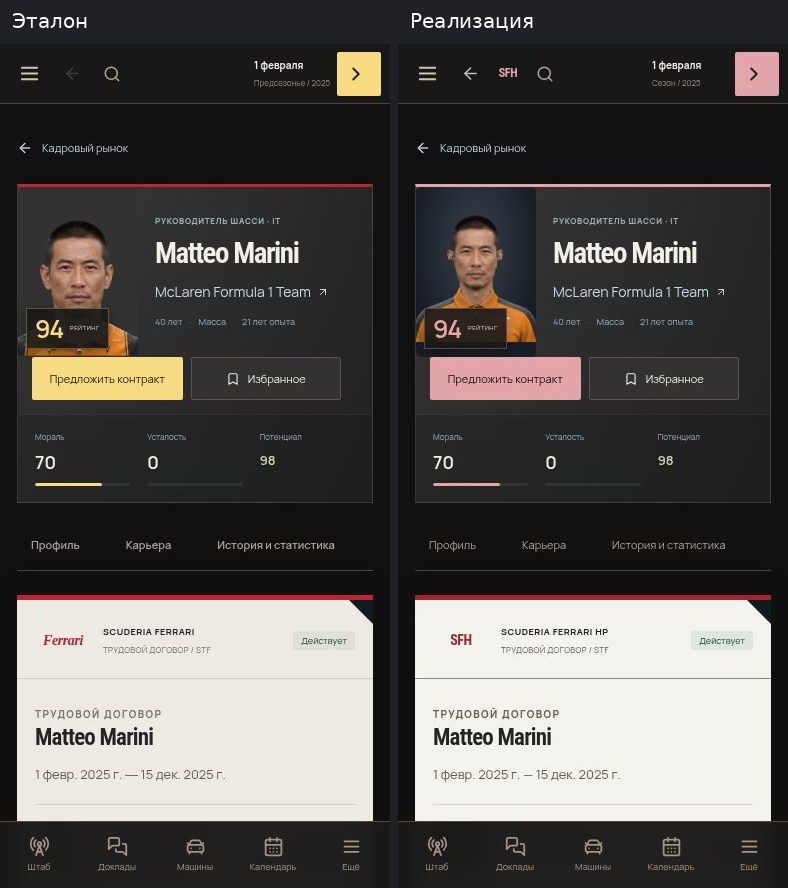 Эталон
1 февраля
Предсезонье / 2025
Кадровый рынок
РУКОВОДИТЕЛЬ ШАССИ · IT
Matteo Marini
McLaren Formula 1 Team
40 лет · Масса · 21 лет опыта
94 РЕЙТИНГ
Предложить контракт
Избранное
Мораль
Усталость
Потенциал
70
0
98
Профиль
Карьера
История и статистика
Ferrari
SCUDERIA FERRARI
ТРУДОВОЙ ДОГОВОР / STF
Действует
ТРУДОВОЙ ДОГОВОР
Matteo Marini
1 февр. 2025 г. — 15 дек. 2025 г.
Штаб
Доклады
Машины
Календарь
Ещё
Реализация
SFH
1 февраля
Сезон / 2025
Кадровый рынок
РУКОВОДИТЕЛЬ ШАССИ · IT
Matteo Marini
McLaren Formula 1 Team
40 лет · Масса · 21 лет опыта
94 РЕЙТИНГ
Предложить контракт
Избранное
Мораль
Усталость
Потенциал
70
0
98
Профиль
Карьера
История и статистика
SFH
SCUDERIA FERRARI HP
ТРУДОВОЙ ДОГОВОР / STF
Действует
ТРУДОВОЙ ДОГОВОР
Matteo Marini
1 февр. 2025 г. — 15 дек. 2025 г.
Штаб
Доклады
Машины
Календарь
Ещё